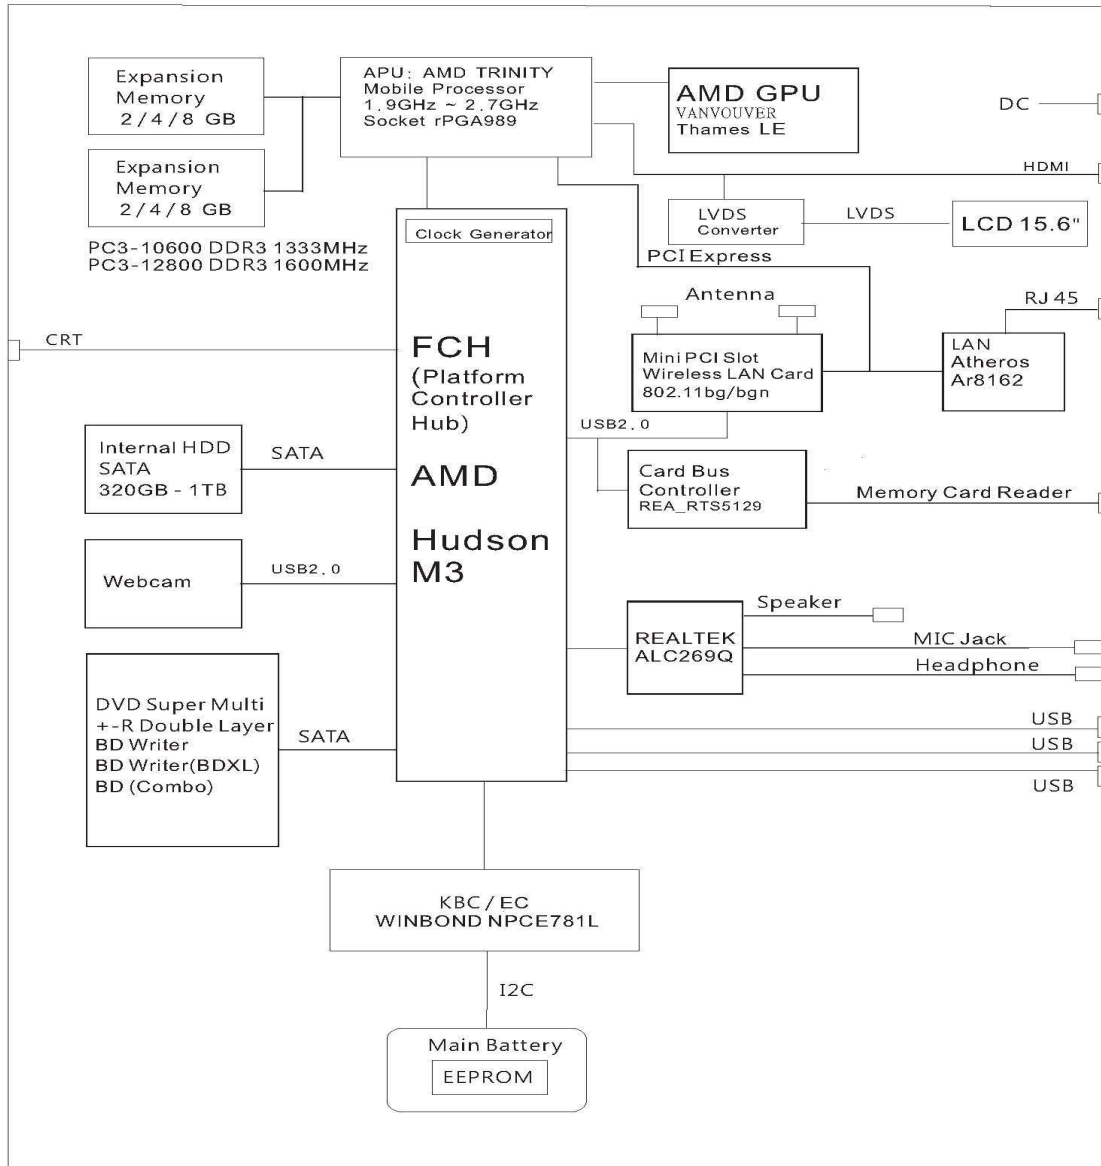 Expansion
Memory
2/4/8 GB
Expansion
Memory
2/4/8 GB
PC3-10600 DDR3 1333MHz
PC3-12800 DDR3 1600MHz
APU: AMD TRINITY
Mobile Processor
1.9GHz ~ 2.7GHz
Socket rPGA989
AMD GPU
VANVOUVER
Thames LE
DC
HDMI
LVDS
Converter
LVDS
LCD 15.6"
PCI Express
Antenna
RJ 45
Clock Generator
CRT
FCH
(Platform
Controller
Hub)
AMD
Hudson
M3
Mini PCI Slot
Wireless LAN Card
802.11bg/bgn
LAN
Atheros
Ar8162
USB2.0
Internal HDD
SATA
320GB - 1TB
SATA
Card Bus
Controller
REA_RTS5129
Memory Card Reader
Webcam
USB2.0
REALTEK
ALC269Q
Speaker
MIC Jack
Headphone
DVD Super Multi
+-R Double Layer
BD Writer
BD Writer(BDXL)
BD (Combo)
SATA
USB
USB
USB
KBC / EC
WINBOND NPCE781L
I2C
Main Battery
EEPROM